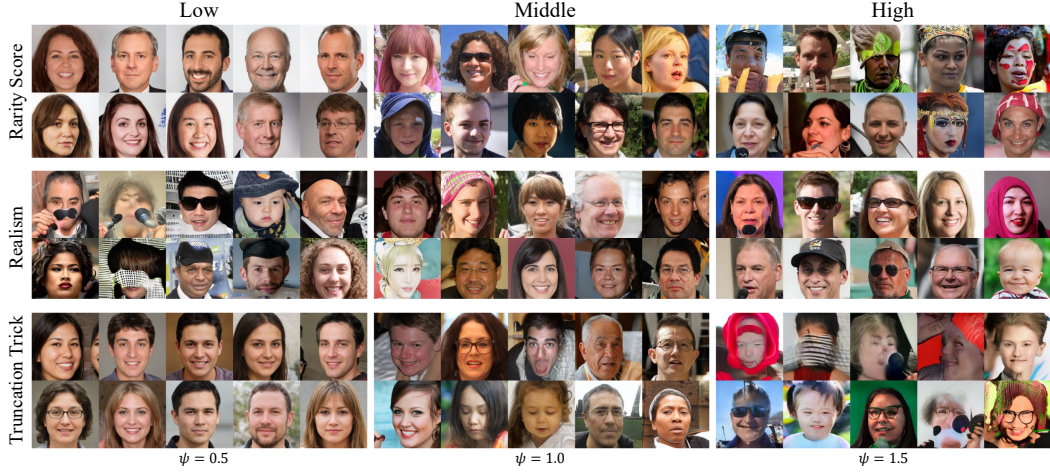 Low Middle High
Rarity Score
Realism
Truncation Trick
ψ = 0.5 ψ = 1.0 ψ = 1.5